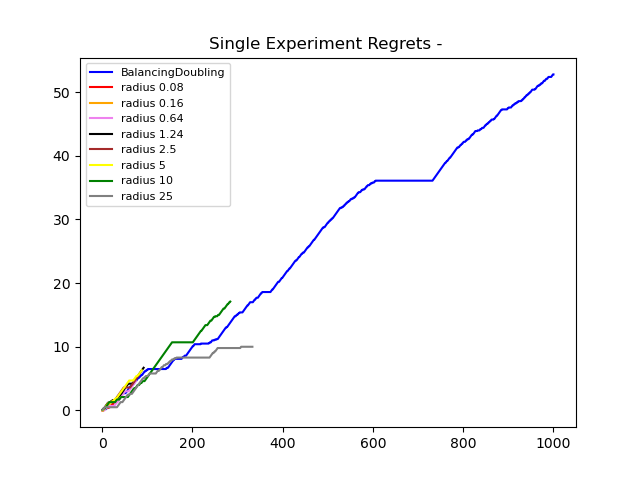 Single Experiment Regrets -
BalancingDoubling
radius 0.08
radius 0.16
radius 0.64
radius 1.24
radius 2.5
radius 5
radius 10
radius 25
50
40
30
20
10
0
0 200 400 600 800 1000